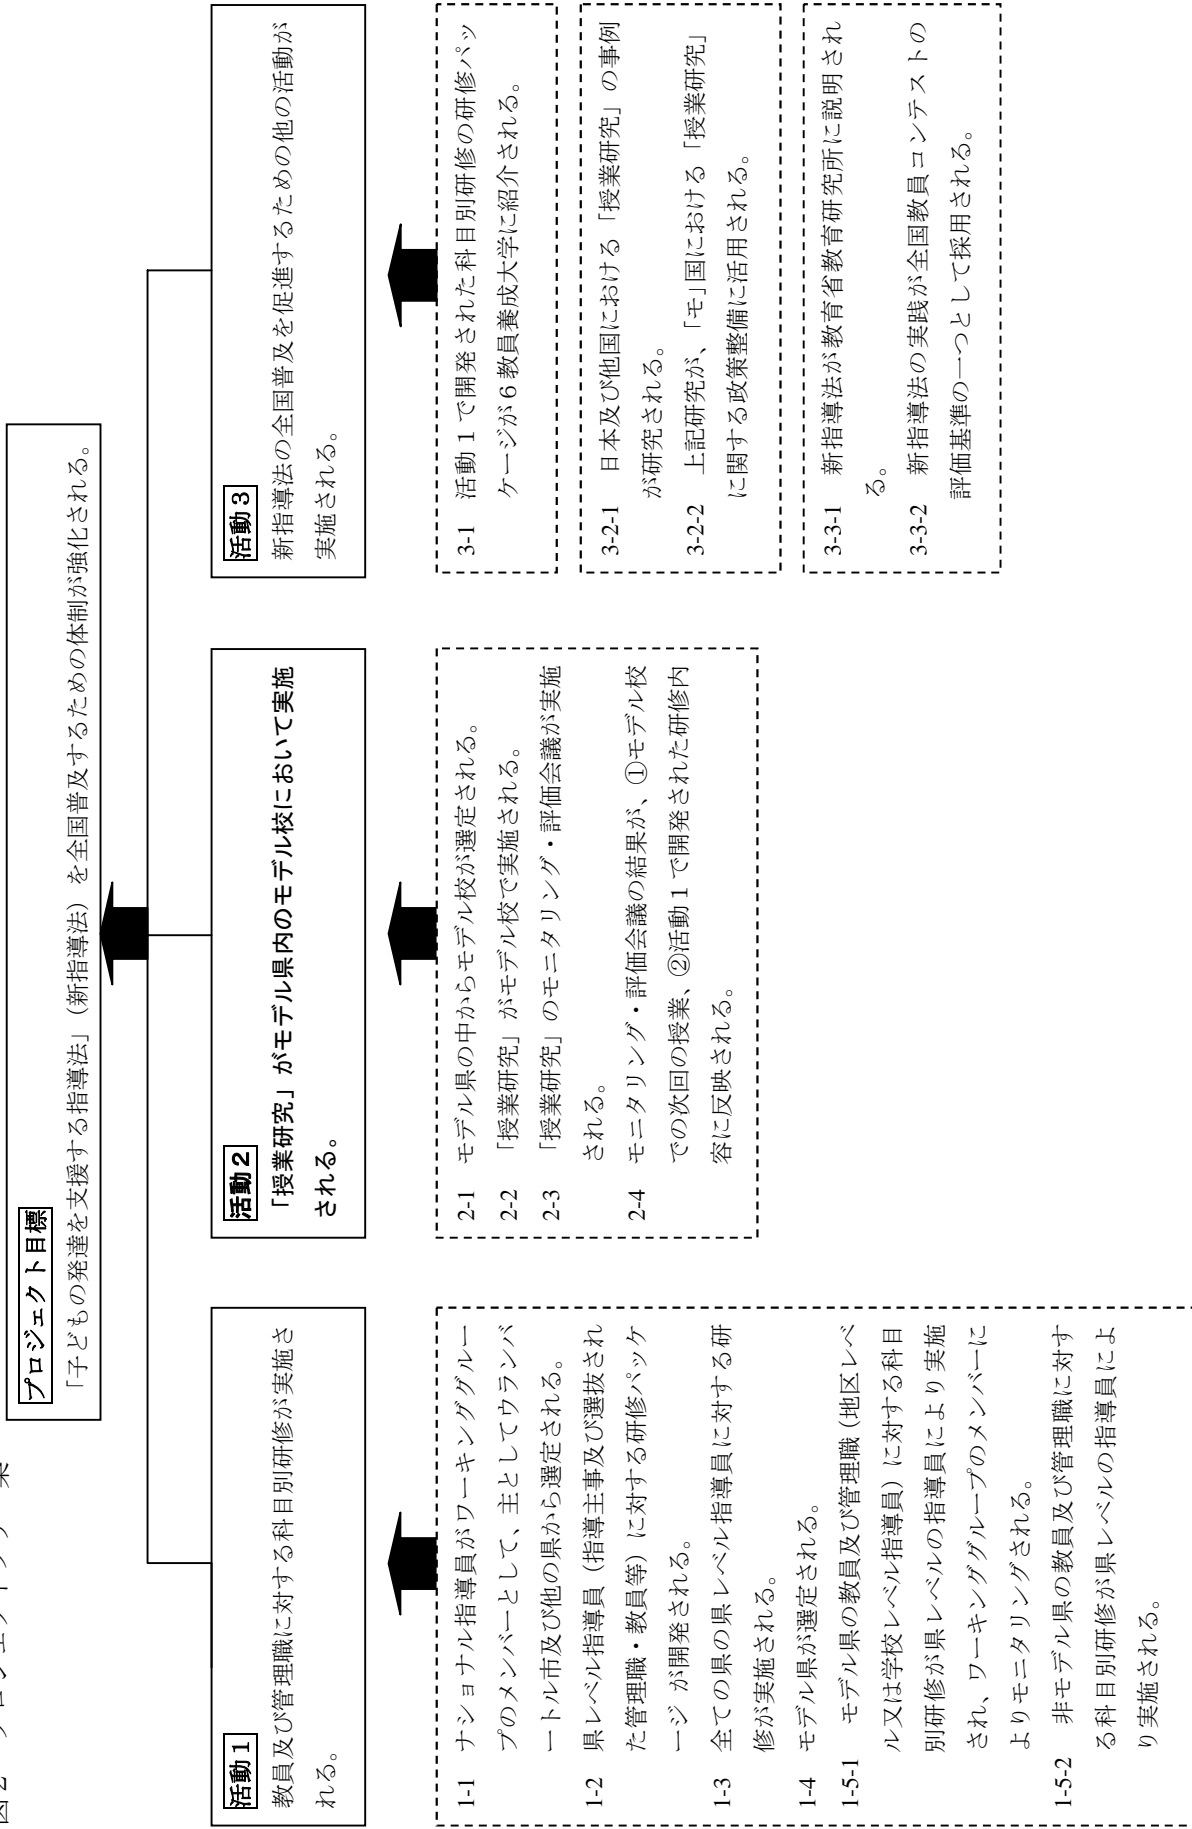 プロジェクト目標
「子どもの発達を支援する指導法」（新指導法）を全国普及するための体制が強化される。
活動１
教員及び管理職に対する科目別研修が実施さ
れる。
1-1 ナショナル指導員がワーキンググルー
プのメンバーとして、主としてウランバ
ートル市及び他の県から選定される。
1-2 県レベル指導員（指導主事及び選抜され
た管理職・教員等）に対する研修パッケ
ージ が開発される。
1-3 全ての県の県レベル指導員に対する研
修が実施される。
1-4 モデル県が選定される。
1-5-1 モデル県の教員及び管理職（地区レベ
ル又は学校レベル指導員）に対する科目
別研修が県レベルの指導員により実施
され、ワーキンググループのメンバーに
よりモニタリングされる。
1-5-2 非モデル県の教員及び管理職に対す
る科目別研修が県レベルの指導員によ
り実施される。
活動２
「授業研究」がモデル県内のモデル校において実施
される。
2-1 モデル県の中からモデル校が選定される。
2-2 「授業研究」がモデル校で実施される。
2-3 「授業研究」のモニタリング・評価会議が実施
される。
2-4 モニタリング・評価会議の結果が、①モデル校
での次回の授業、②活動１で開発された研修内
容に反映される。
活動３
新指導法の全国普及を促進するための他の活動が
実施される。
3-1 活動１で開発された科目別研修の研修パッ
ケージが６教員養成大学に紹介される。
3-2-1 日本及び他国における「授業研究」の事例
が研究される。
3-2-2 上記研究が、「モ」国における「授業研究」
に関する政策整備に活用される。
3-3-1 新指導法が教育省教育研究所に説明され
る。
3-3-2 新指導法の実践が全国教員コンテストの
評価基準の一つとして採用される。